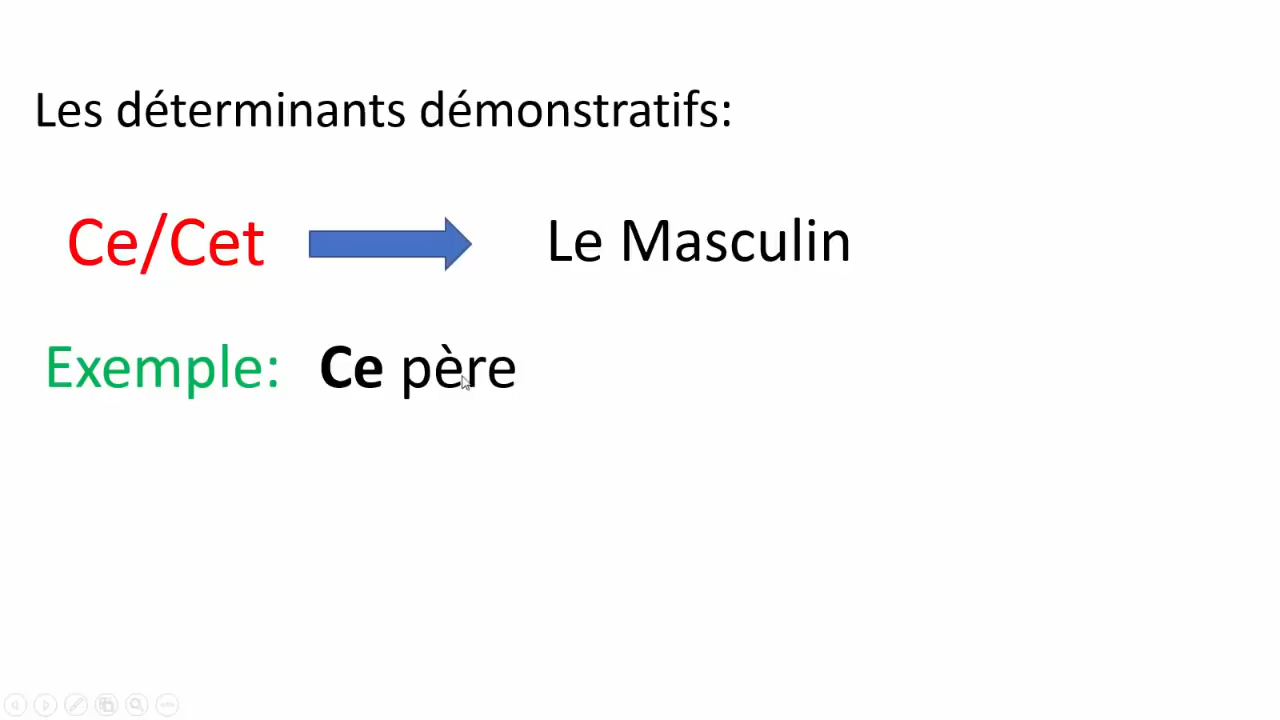 Les déterminants démonstratifs:
Ce/Cet Le Masculin
Exemple: Ce père